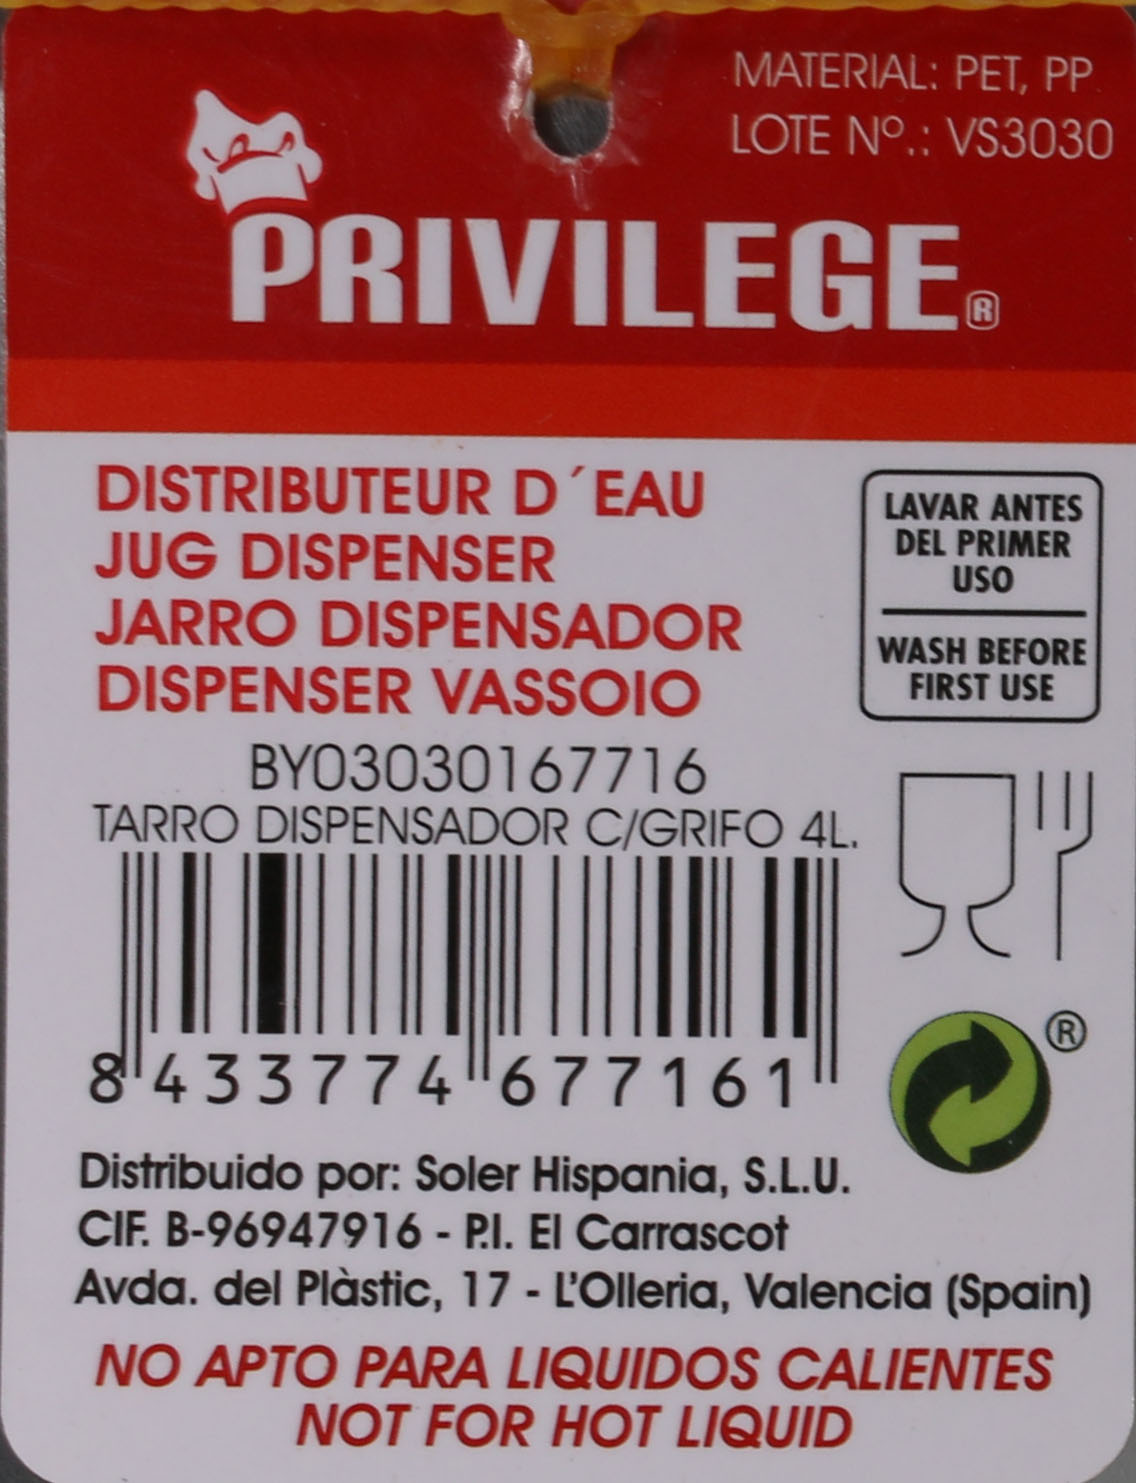 MATERIAL: PET, PP
LOTE Nº.: VS3030
PRIVILEGE®
DISTRIBUTEUR D´EAU
JUG DISPENSER
JARRO DISPENSADOR
DISPENSER VASSOIO
LAVAR ANTES
DEL PRIMER
USO
WASH BEFORE
FIRST USE
BY03030167716
TARRO DISPENSADOR C/GRIFO 4L.
8 433774 677161
®
Distribuido por: Soler Hispania, S.L.U.
CIF. B-96947916 - P.I. El Carrascot
Avda. del Plàstic, 17 - L'Olleria, Valencia (Spain)
NO APTO PARA LIQUIDOS CALIENTES
NOT FOR HOT LIQUID